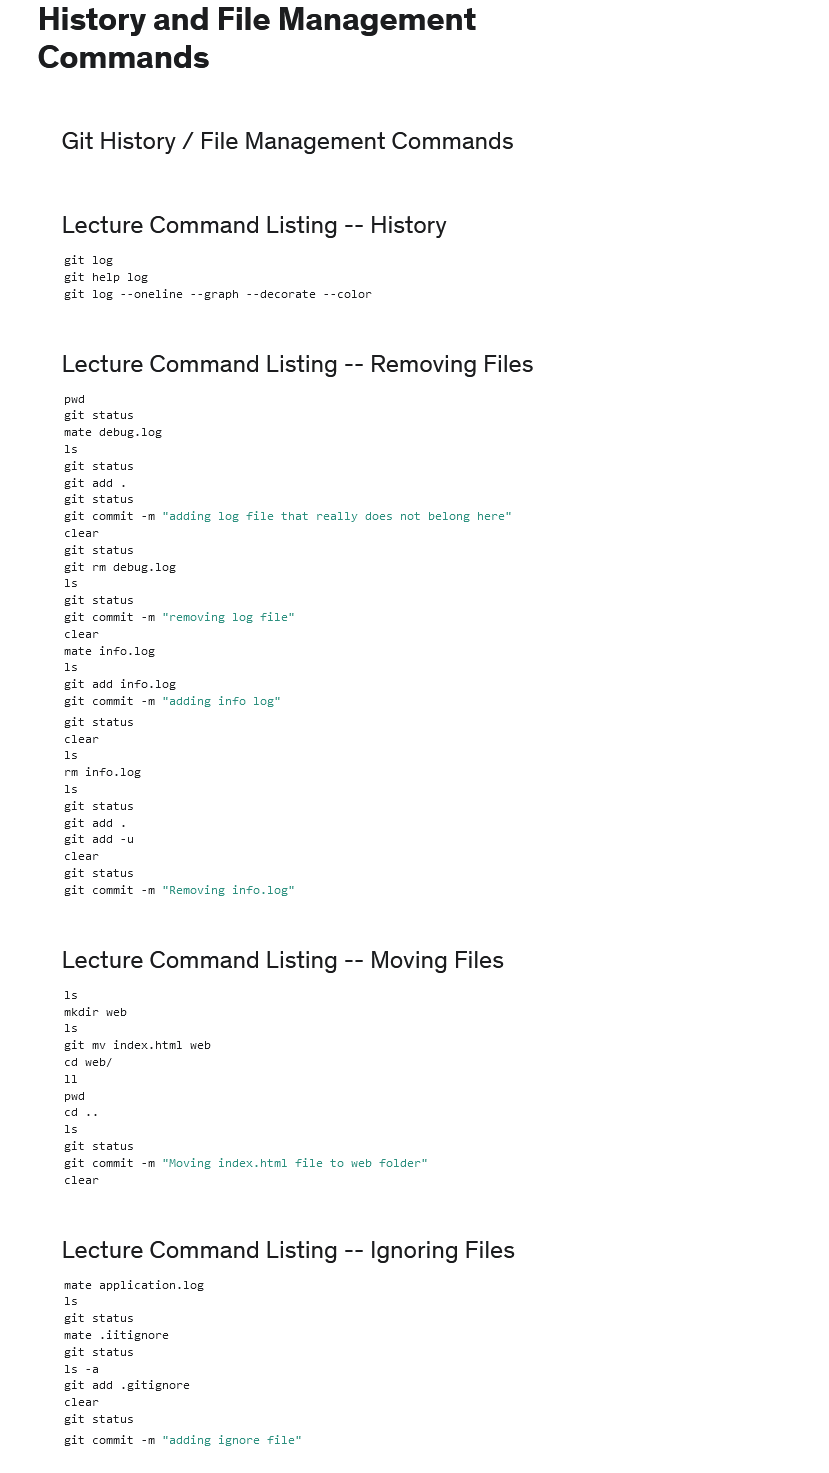 History and File Management
Commands
Git History / File Management Commands
Lecture Command Listing -- History
git log
git help log
git log --oneline --graph --decorate --color
Lecture Command Listing -- Removing Files
pwd
git status
mate debug.log
ls
git status
git add .
git status
git commit -m "adding log file that really does not belong here"
clear
git status
git rm debug.log
ls
git status
git commit -m "removing log file"
clear
mate info.log
ls
git add info.log
git commit -m "adding info log"
git status
clear
ls
rm info.log
ls
git status
git add .
git add -u
clear
git status
git commit -m "Removing info.log"
Lecture Command Listing -- Moving Files
ls
mkdir web
ls
git mv index.html web
cd web/
ll
pwd
cd ..
ls
git status
git commit -m "Moving index.html file to web folder"
clear
Lecture Command Listing -- Ignoring Files
mate application.log
ls
git status
mate .iitignore
git status
ls -a
git add .gitignore
clear
git status
git commit -m "adding ignore file"